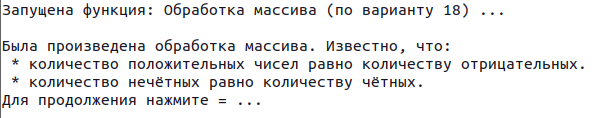 Запущена функция: Обработка массива (по варианту 18) ...
Была произведена обработка массива. Известно, что:
* количество положительных чисел равно количеству отрицательных.
* количество нечётных равно количеству чётных.
Для продолжения нажмите = ...